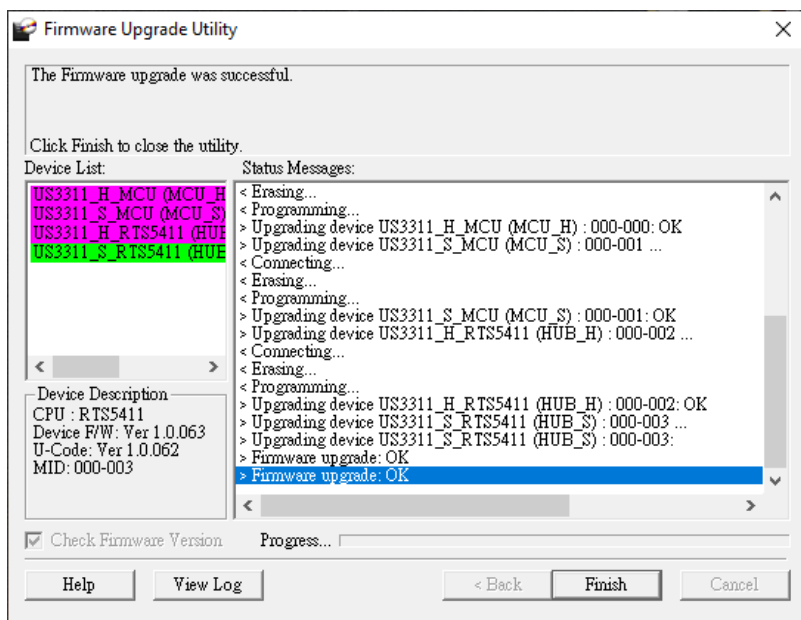 Firmware Upgrade Utility
The Firmware upgrade was successful.
Click Finish to close the utility.
Device List:
US3311_H_MCU (MCU_H
US3311_S_MCU (MCU_S)
US3311_H_RTS5411 (HUB
US3311_S_RTS5411 (HUB
Device Description
CPU : RTS5411
Device F/W: Ver 1.0.063
U-Code: Ver 1.0.062
MID: 000-003
Status Messages:
< Erasing...
< Programming...
> Upgrading device US3311_H_MCU (MCU_H) : 000-000: OK
> Upgrading device US3311_S_MCU (MCU_S) : 000-001 ...
< Connecting...
< Erasing...
< Programming...
> Upgrading device US3311_S_MCU (MCU_S) : 000-001: OK
> Upgrading device US3311_H_RTS5411 (HUB_H) : 000-002 ...
< Connecting...
< Erasing...
< Programming...
> Upgrading device US3311_H_RTS5411 (HUB_H) : 000-002: OK
> Upgrading device US3311_S_RTS5411 (HUB_S) : 000-003 ...
> Upgrading device US3311_S_RTS5411 (HUB_S) : 000-003:
> Firmware upgrade: OK
> Firmware upgrade: OK
Check Firmware Version
Progress...
Help
View Log
< Back
Finish
Cancel